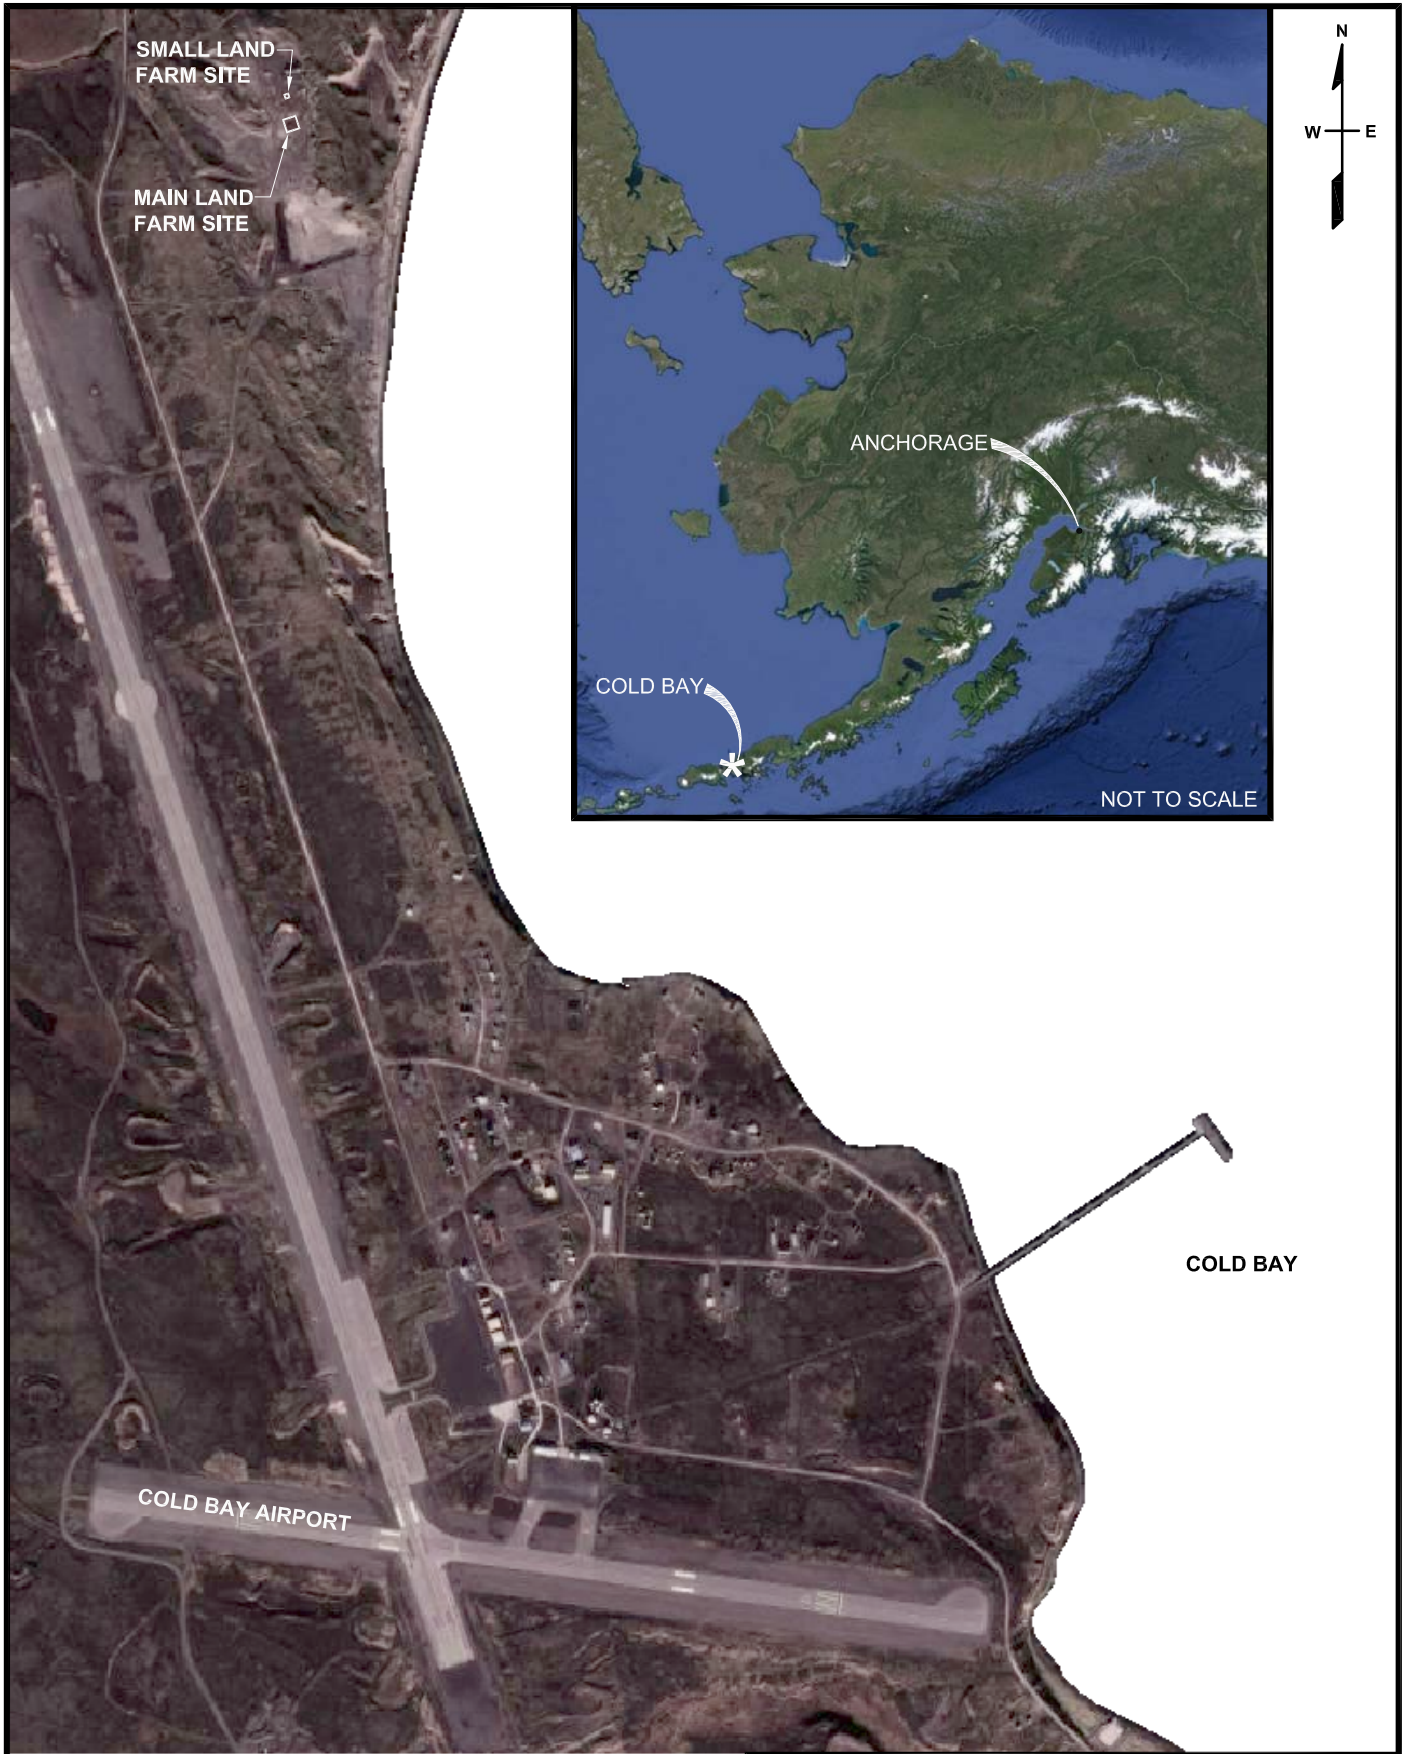 SMALL LAND
FARM SITE
MAIN LAND
FARM SITE
N
W E
ANCHORAGE
COLD BAY
NOT TO SCALE
COLD BAY
COLD BAY AIRPORT